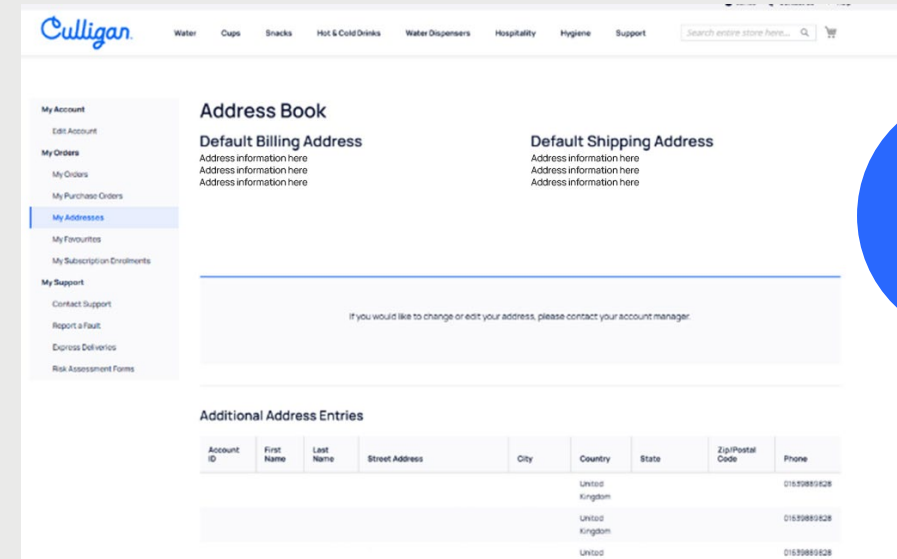 Culligan.
Water Cups Snacks Hot & Cold Drinks Water Dispensers Hospitality Hygiene Support Search entire store here...
My Account
Edit Account
My Orders
My Orders
My Purchase Orders
My Addresses
My Favourites
My Subscription Enrolments
My Support
Contact Support
Report a Fault
Express Deliveries
Risk Assessment Forms
Address Book
Default Billing Address
Address information here
Address information here
Address information here
Default Shipping Address
Address information here
Address information here
Address information here
If you would like to change or edit your address, please contact your account manager.
Additional Address Entries
Account ID First Name Last Name Street Address City Country State Zip/Postal Code Phone
United Kingdom 01639889828
United Kingdom 01639889828
United 01639889828